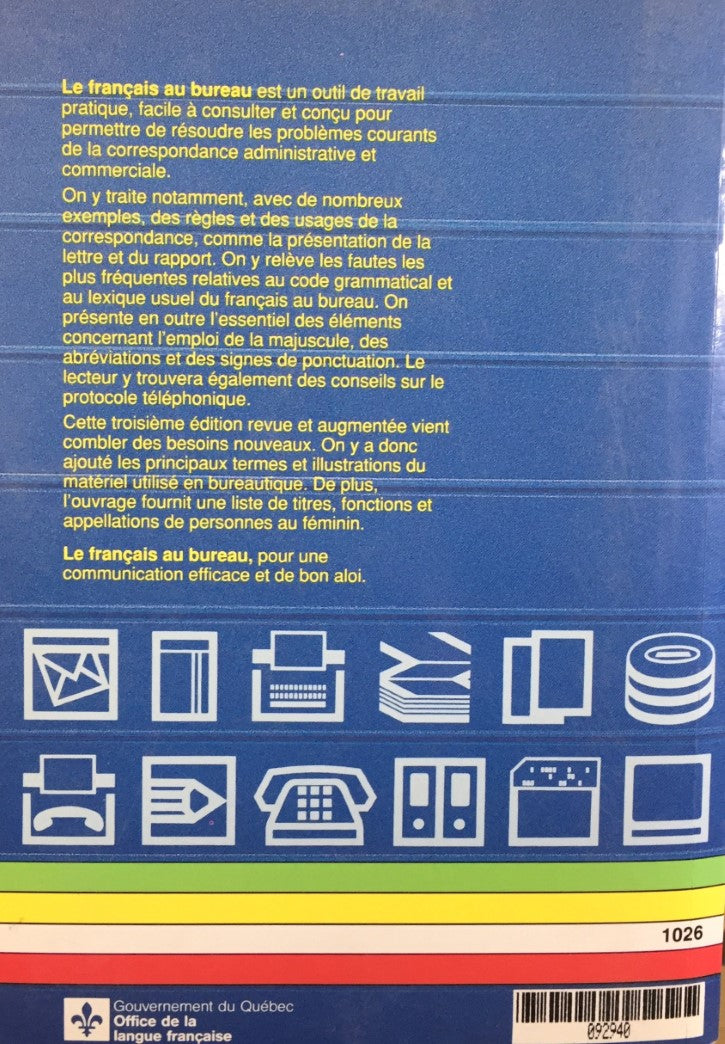 Le français au bureau est un outil de travail
pratique, facile à consulter et conçu pour
permettre de résoudre les problèmes courants
de la correspondance administrative et
commerciale.
On y traite notamment, avec de nombreux
exemples, des règles et des usages de la
correspondance, comme la présentation de la
lettre et du rapport. On y relève les fautes les
plus fréquentes relatives au code grammatical et
au lexique usuel du français au bureau. On
présente en outre l'essentiel des éléments
concernant l'emploi de la majuscule, des
abréviations et des signes de ponctuation. Le
lecteur y trouvera également des conseils sur le
protocole téléphonique.
Cette troisième édition revue et augmentée vient
combler des besoins nouveaux. On y a donc
ajouté les principaux termes et illustrations du
matériel utilisé en bureautique. De plus,
l'ouvrage fournit une liste de titres, fonctions et
appellations de personnes au féminin.
Le français au bureau, pour une
communication efficace et de bon aloi.
1026
Gouvernement du Québec
Office de la
langue française
092940